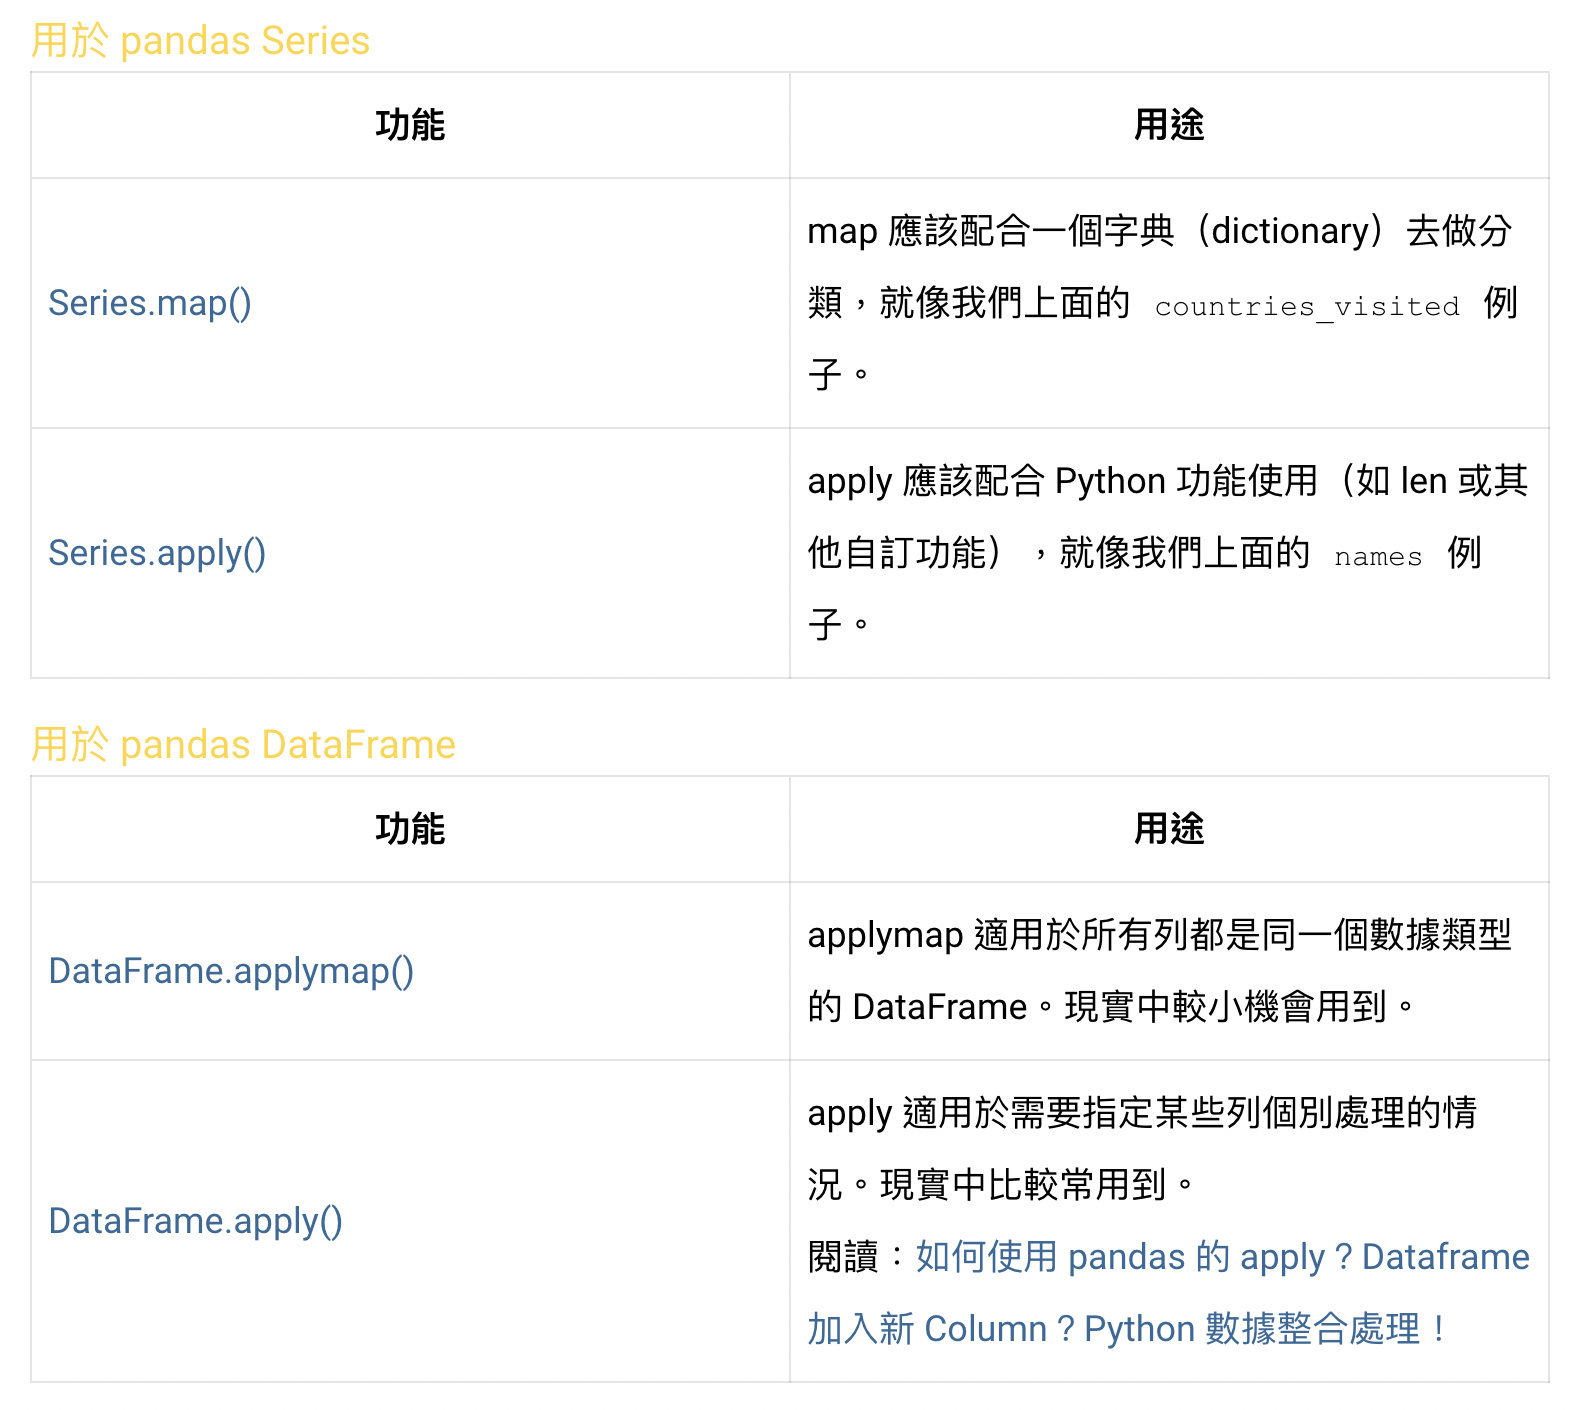 用於 pandas Series
功能
用途
Series.map()
map 應該配合一個字典（dictionary）去做分
類，就像我們上面的 countries_visited 例
子。
Series.apply()
apply 應該配合 Python 功能使用（如 len 或其
他自訂功能），就像我們上面的 names 例
子。
用於 pandas DataFrame
功能
用途
DataFrame.applymap()
applymap 適用於所有列都是同一個數據類型
的 DataFrame。現實中較小機會用到。
DataFrame.apply()
apply 適用於需要指定某些列個別處理的情
況。現實中比較常用到。
閱讀：如何使用 pandas 的 apply？Dataframe
加入新 Column？Python 數據整合處理！